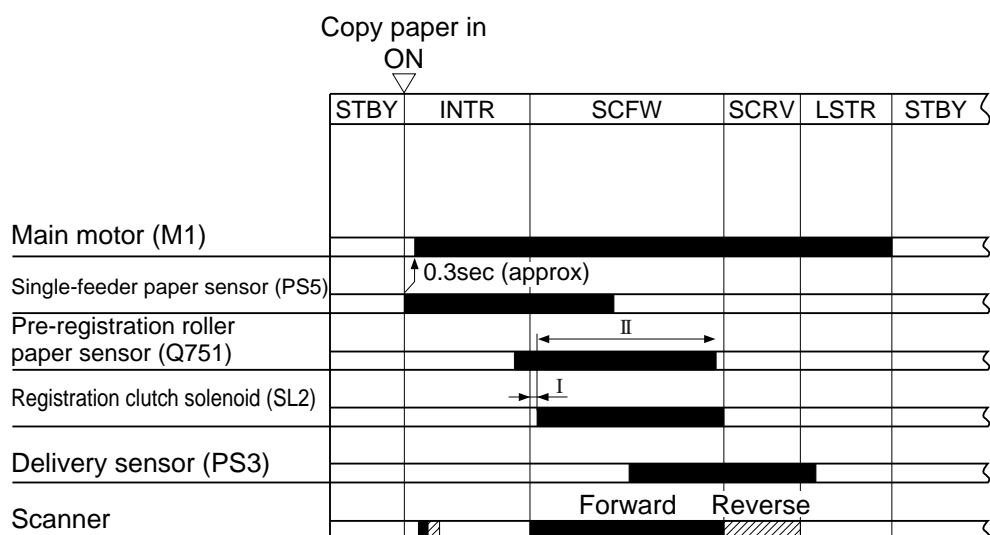 Copy paper in
ON
STBY INTR SCFW SCRV LSTR STBY
Main motor (M1)
0.3sec (approx)
Single-feeder paper sensor (PS5)
Pre-registration roller
paper sensor (Q751)
II
Registration clutch solenoid (SL2)
I
Delivery sensor (PS3)
Forward Reverse
Scanner